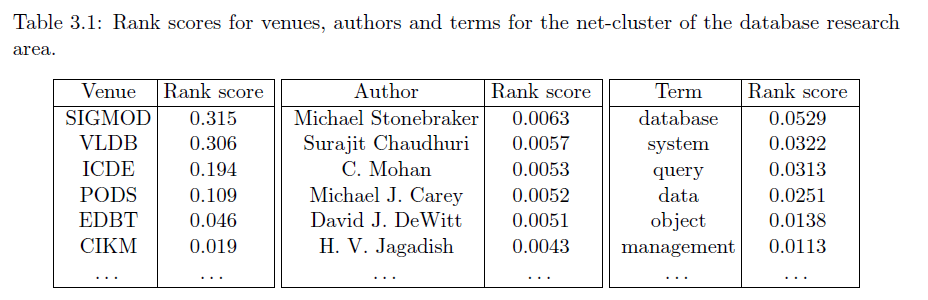 Table 3.1: Rank scores for venues, authors and terms for the net-cluster of the database research
area.
Venue Rank score Author Rank score Term Rank score
SIGMOD 0.315 Michael Stonebraker 0.0063 database 0.0529
VLDB 0.306 Surajit Chaudhuri 0.0057 system 0.0322
ICDE 0.194 C. Mohan 0.0053 query 0.0313
PODS 0.109 Michael J. Carey 0.0052 data 0.0251
EDBT 0.046 David J. DeWitt 0.0051 object 0.0138
CIKM 0.019 H. V. Jagadish 0.0043 management 0.0113
... ... ... ... ... ...